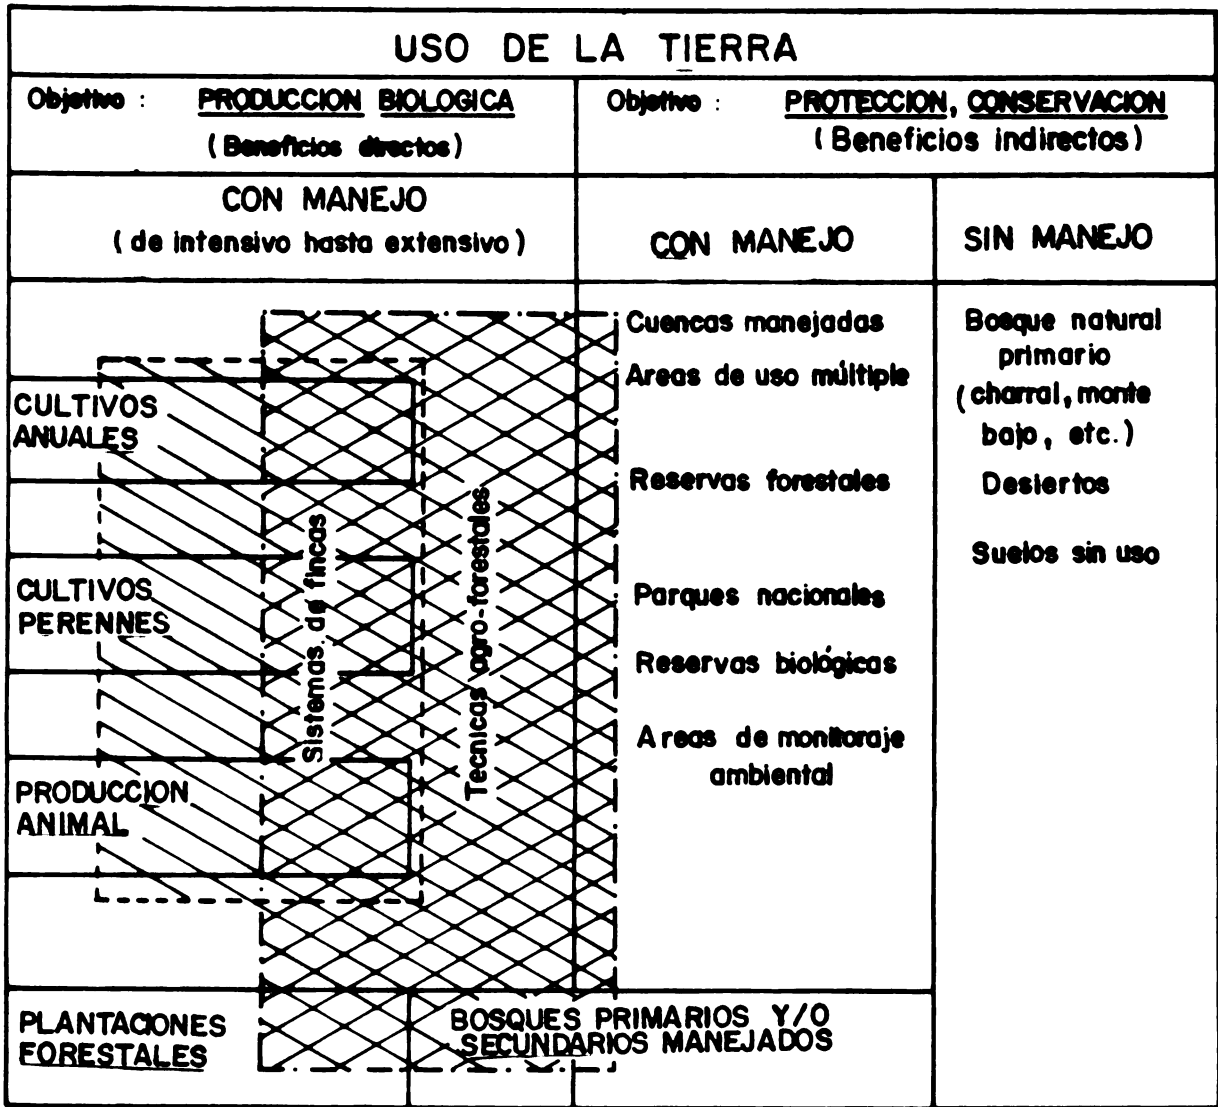 USO DE LA TIERRA
Objetivo : PRODUCCION BIOLOGICA
(Beneficios directos)
Objetivo : PROTECCION, CONSERVACION
(Beneficios indirectos)
CON MANEJO
(de intensivo hasta extensivo)
CON MANEJO
SIN MANEJO
CULTIVOS
ANUALES
CULTIVOS
PERENNES
PRODUCCION
ANIMAL
Sistemas de fincas
Tecnicas agro-forestales
Cuencas manejadas
Areas de uso múltiple
Reservas forestales
Parques nacionales
Reservas biológicas
Areas de monitoraje
ambiental
Bosque natural
primario
(charral, monte
bajo, etc.)
Desiertos
Suelos sin uso
PLANTACIONES
FORESTALES
BOSQUES PRIMARIOS Y/O
SECUNDARIOS MANEJADOS